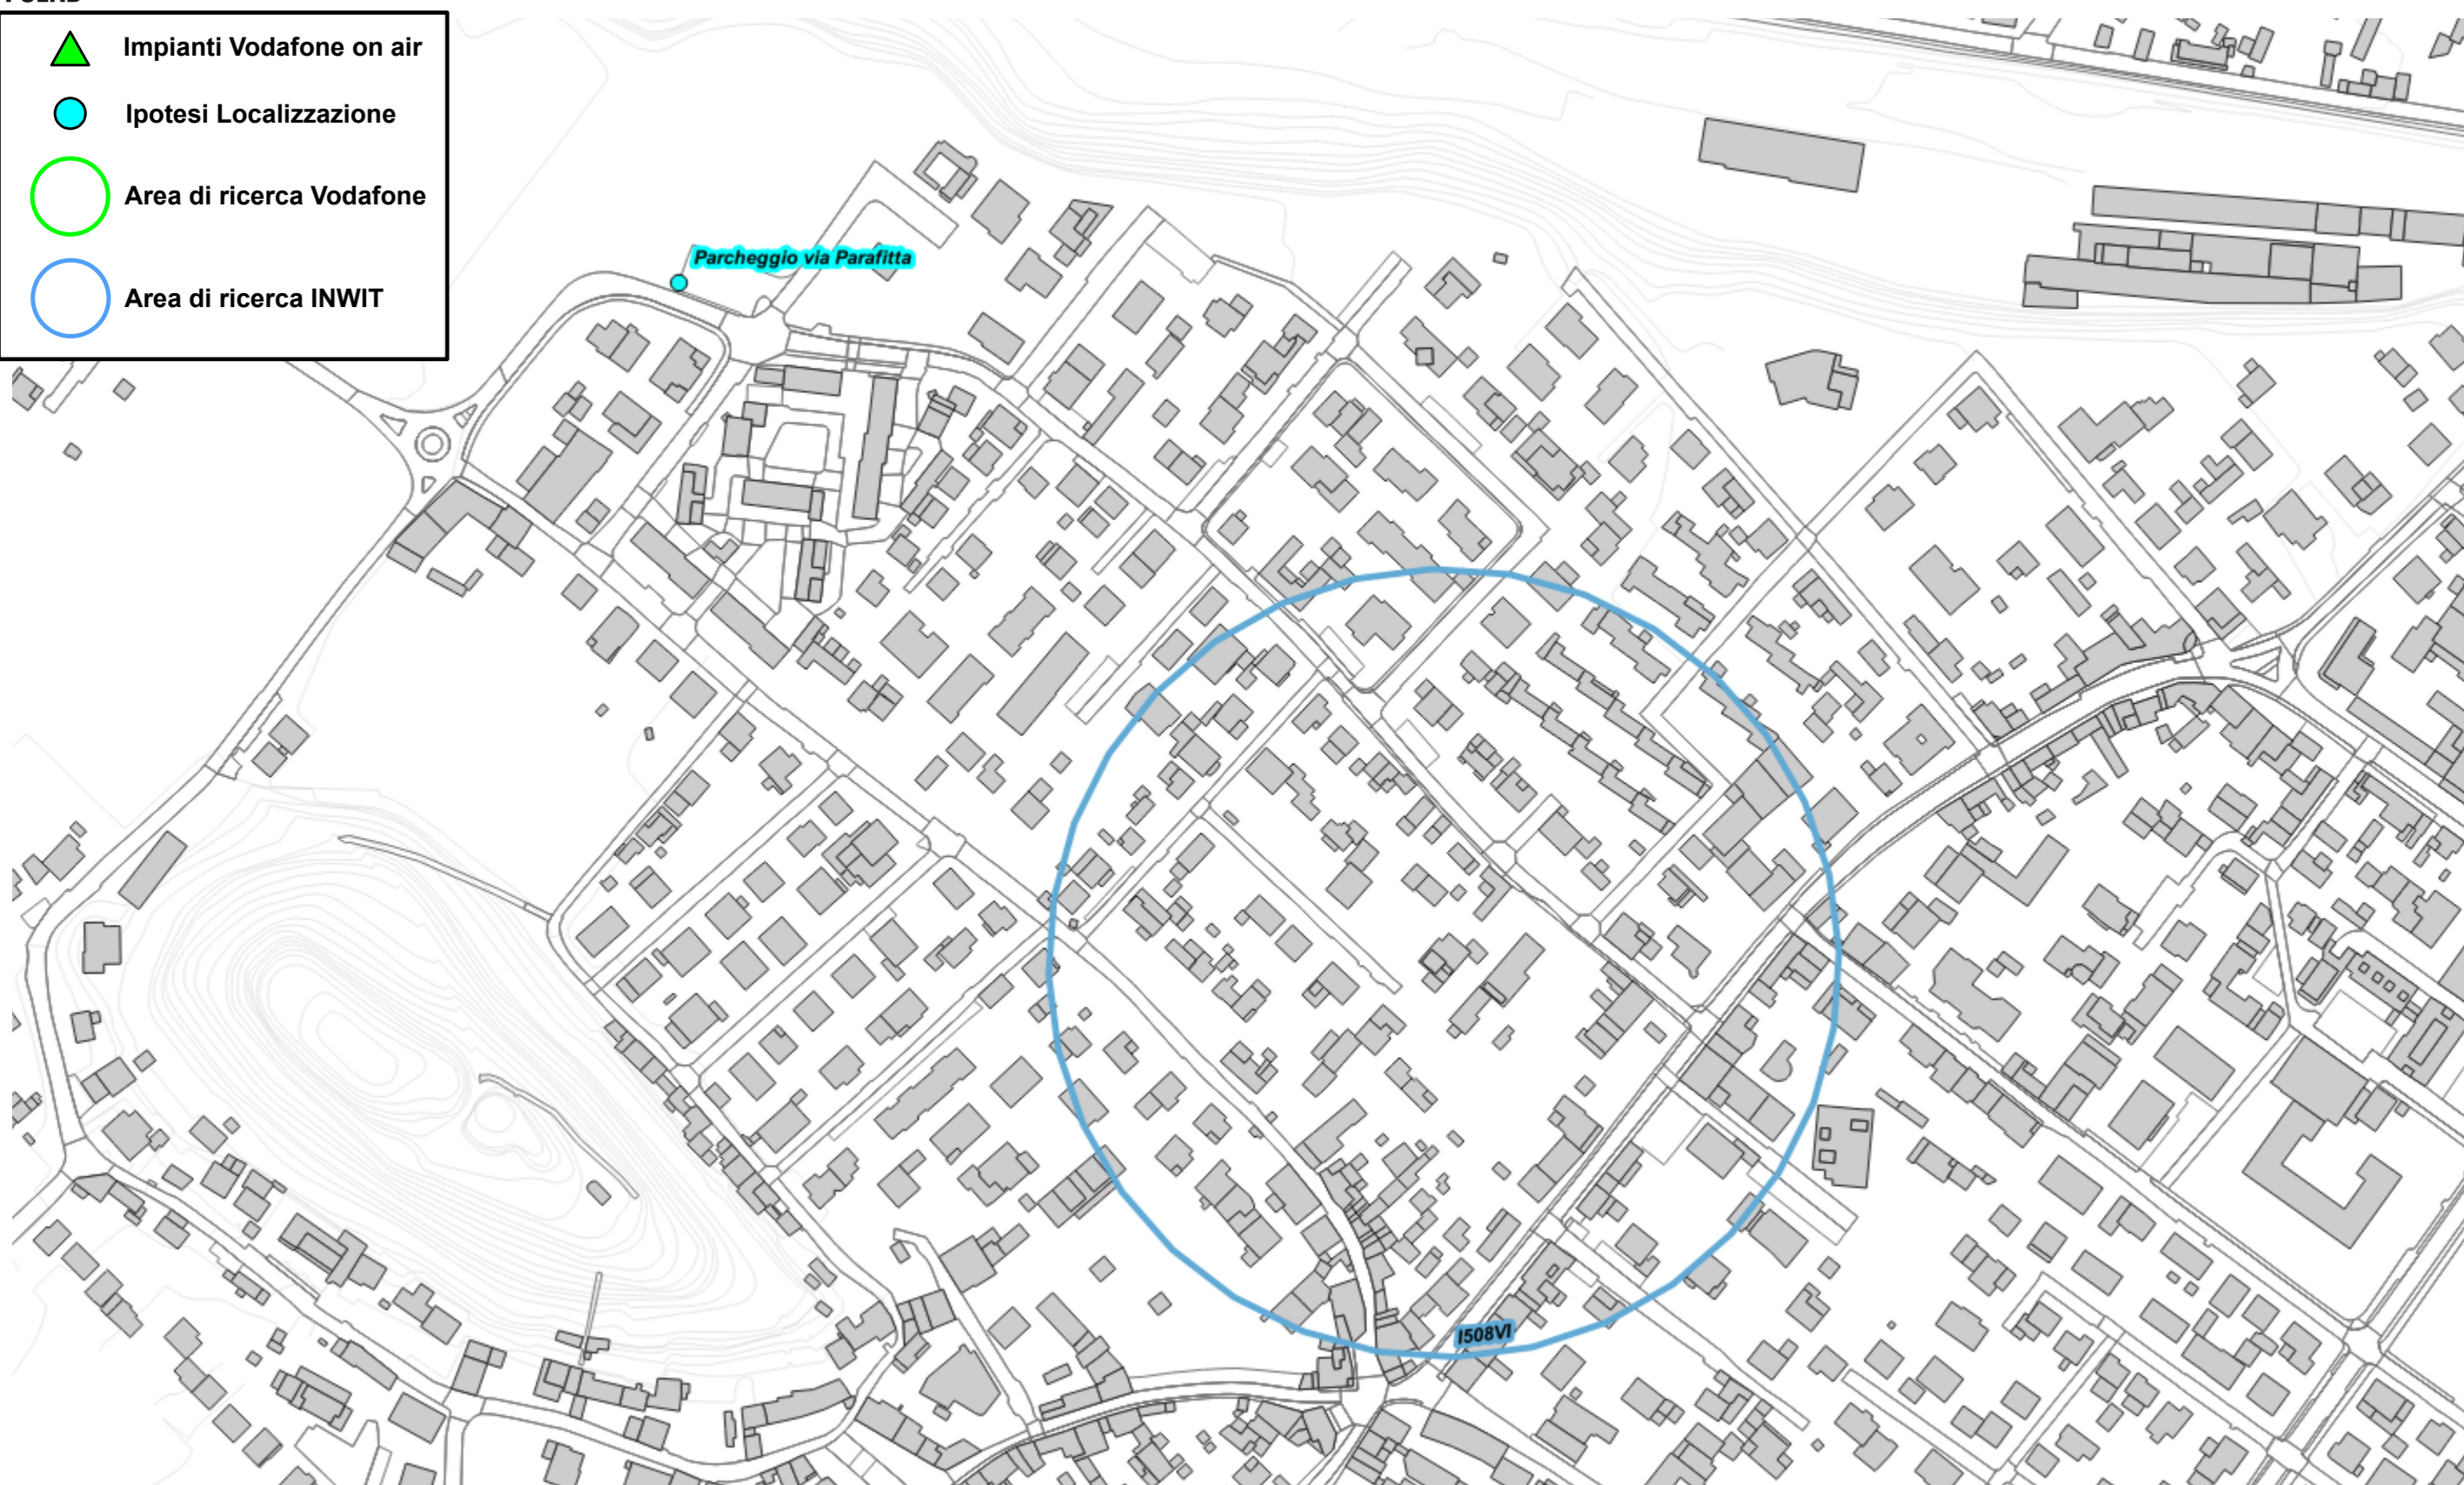 Impianti Vodafone on air
Ipotesi Localizzazione
Area di ricerca Vodafone
Area di ricerca INWIT
Parcheggio via Parafitta
I508VI